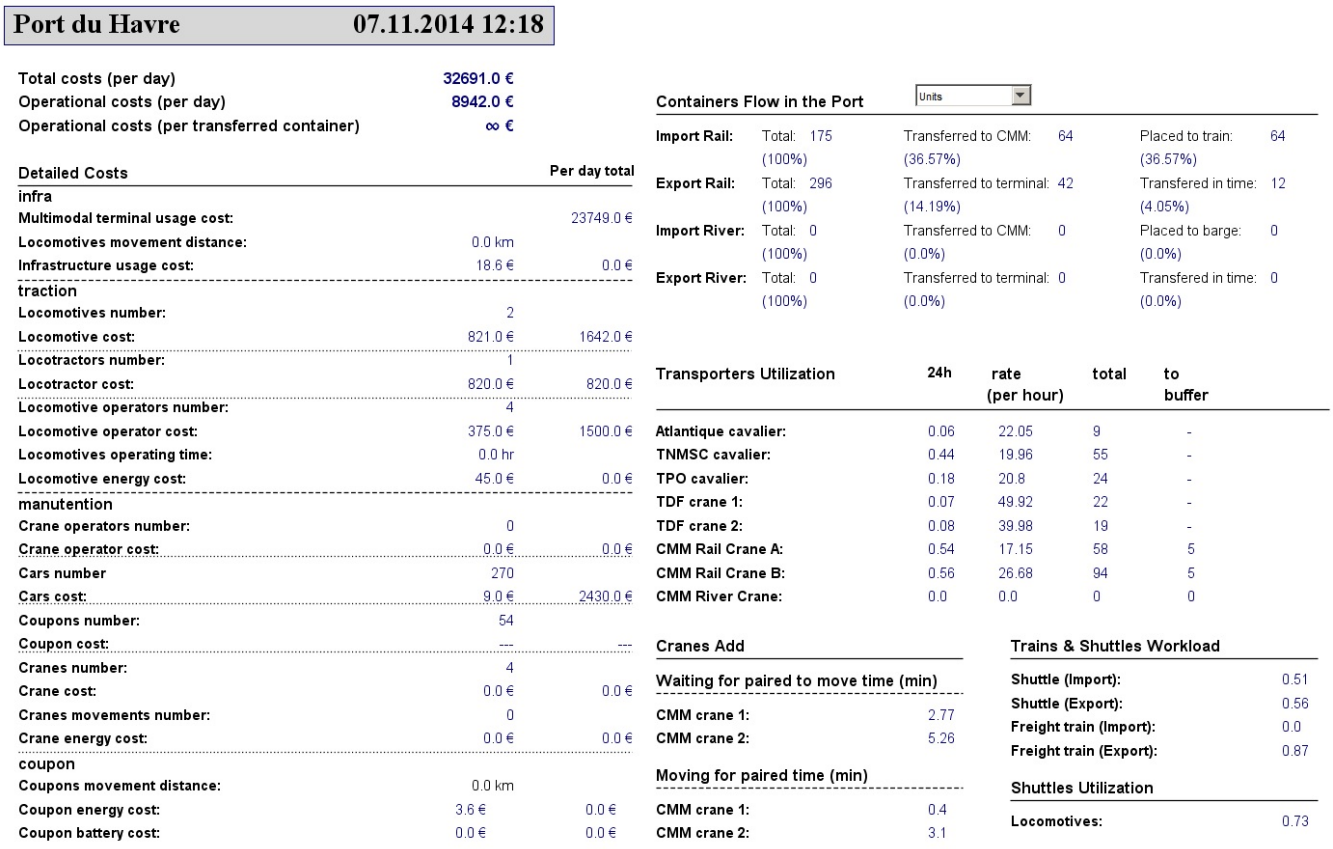 Port du Havre 07.11.2014 12:18
Total costs (per day) 32691.0 €
Operational costs (per day) 8942.0 €
Operational costs (per transferred container) ∞ €
Detailed Costs Per day total
infra
Multimodal terminal usage cost: 23749.0 €
Locomotives movement distance: 0.0 km
Infrastructure usage cost: 18.6 € 0.0 €
traction
Locomotives number: 2
Locomotive cost: 821.0 € 1642.0 €
Locotractors number: 1
Locotractor cost: 820.0 € 820.0 €
Locomotive operators number: 4
Locomotive operator cost: 375.0 € 1500.0 €
Locomotives operating time: 0.0 hr
Locomotive energy cost: 45.0 € 0.0 €
manutention
Crane operators number: 0
Crane operator cost: 0.0 € 0.0 €
Cars number 270
Cars cost: 9.0 € 2430.0 €
Coupons number: 54
Coupon cost: --- ---
Cranes number: 4
Crane cost: 0.0 € 0.0 €
Cranes movements number: 0
Crane energy cost: 0.0 € 0.0 €
coupon
Coupons movement distance: 0.0 km
Coupon energy cost: 3.6 € 0.0 €
Coupon battery cost: 0.0 € 0.0 €
Containers Flow in the Port Units
Import Rail: Total: 175 Transferred to CMM: 64 Placed to train: 64
(100%) (36.57%) (36.57%)
Export Rail: Total: 296 Transferred to terminal: 42 Transfered in time: 12
(100%) (14.19%) (4.05%)
Import River: Total: 0 Transferred to CMM: 0 Placed to barge: 0
(100%) (0.0%) (0.0%)
Export River: Total: 0 Transferred to terminal: 0 Transfered in time: 0
(100%) (0.0%) (0.0%)
Transporters Utilization 24h rate total to
(per hour) buffer
Atlantique cavalier: 0.06 22.05 9 -
TNMSC cavalier: 0.44 19.96 55 -
TPO cavalier: 0.18 20.8 24 -
TDF crane 1: 0.07 49.92 22 -
TDF crane 2: 0.08 39.98 19 -
CMM Rail Crane A: 0.54 17.15 58 5
CMM Rail Crane B: 0.56 26.68 94 5
CMM River Crane: 0.0 0.0 0 0
Cranes Add
Waiting for paired to move time (min)
CMM crane 1: 2.77
CMM crane 2: 5.26
Moving for paired time (min)
CMM crane 1: 0.4
CMM crane 2: 3.1
Trains & Shuttles Workload
Shuttle (Import): 0.51
Shuttle (Export): 0.56
Freight train (Import): 0.0
Freight train (Export): 0.87
Shuttles Utilization
Locomotives: 0.73